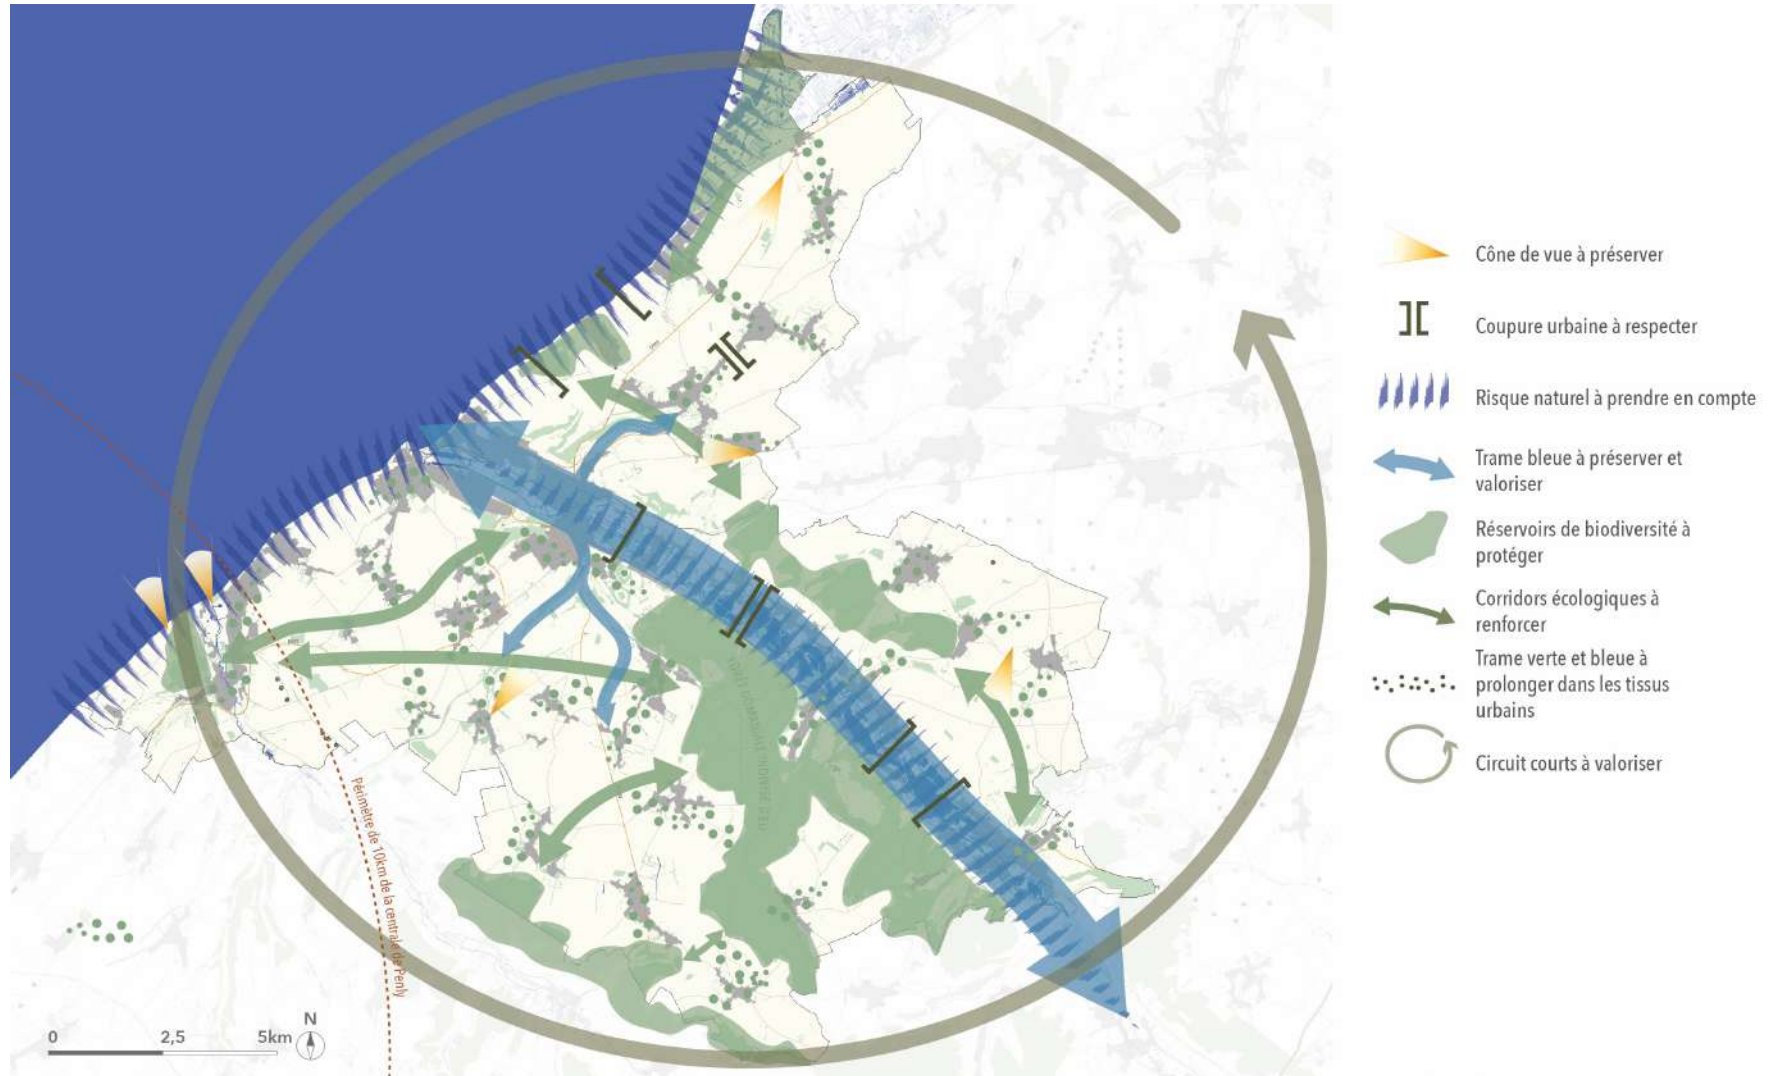 Cône de vue à préserver
Coupure urbaine à respecter
Risque naturel à prendre en compte
Trame bleue à préserver et
valoriser
Réservoirs de biodiversité à
protéger
Corridors écologiques à
renforcer
Trame verte et bleue à
prolonger dans les tissus
urbains
Circuit courts à valoriser
Périmètre de 10km de la centrale de Penly
0 2,5 5km
N